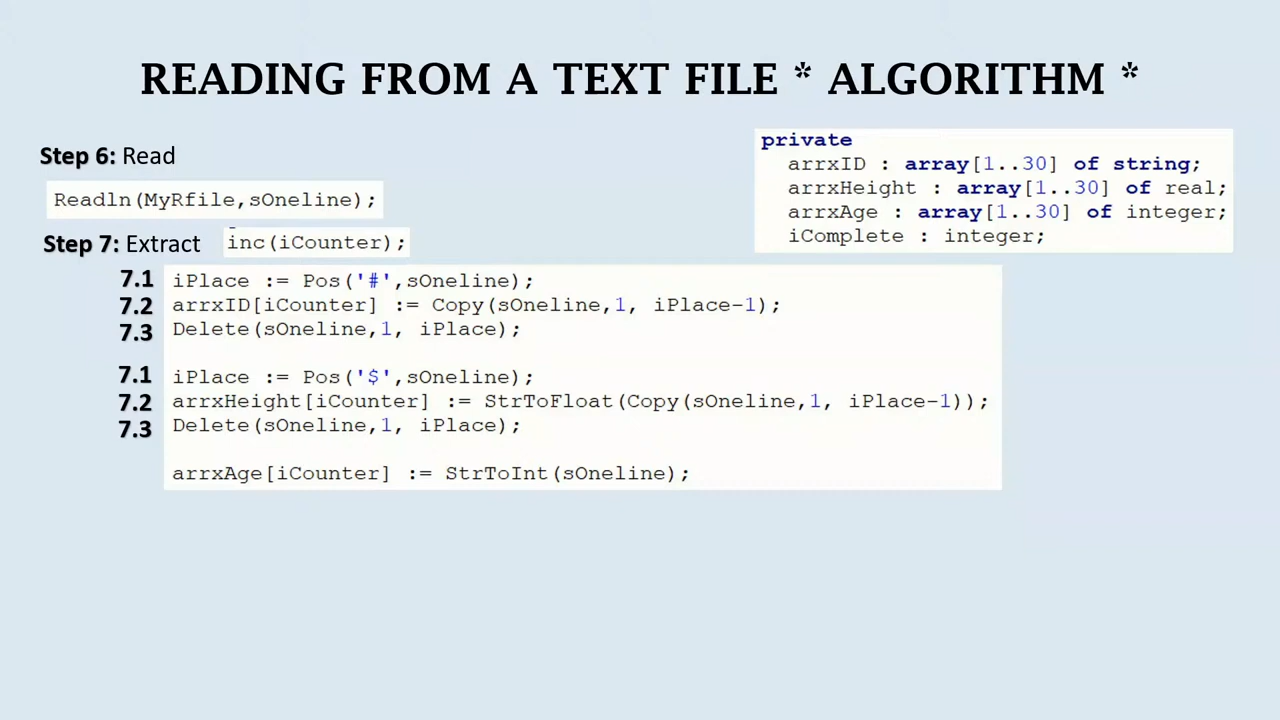 READING FROM A TEXT FILE * ALGORITHM *
Step 6: Read
Readln(MyRfile,sOneline);
private
arrxID : array[1..30] of string;
arrxHeight : array[1..30] of real;
arrxAge : array[1..30] of integer;
iComplete : integer;
Step 7: Extract inc(iCounter);
7.1 iPlace := Pos('#',sOneline);
7.2 arrxID[iCounter] := Copy(sOneline,1, iPlace-1);
7.3 Delete(sOneline,1, iPlace);
7.1 iPlace := Pos('$',sOneline);
7.2 arrxHeight[iCounter] := StrToFloat(Copy(sOneline,1, iPlace-1));
7.3 Delete(sOneline,1, iPlace);
arrxAge[iCounter] := StrToInt(sOneline);